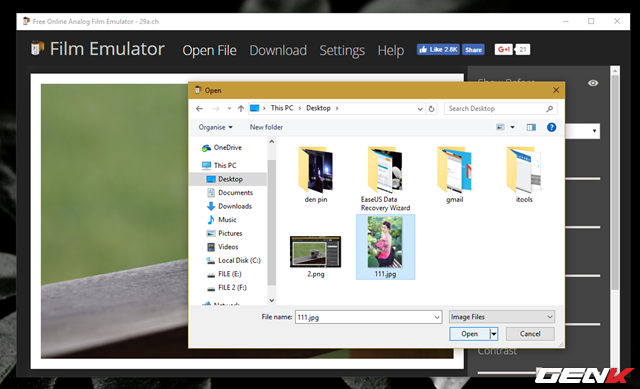 Free Online Analog Film Emulator - 29a.ch
Film Emulator Open File Download Settings Help Like 2.8K Share G+1 21
Show Before
Open
This PC Desktop Search Desktop
Organise New folder
OneDrive
This PC
Desktop
Documents
Downloads
Music
Pictures
Videos
Local Disk (C:)
FILE (E:)
FILE 2 (F:)
Network
den pin
EaseUS Data
Recovery Wizard
gmail
itools
2.png
111.jpg
File name: 111.jpg Image Files
Open Cancel
Contrast
GENK